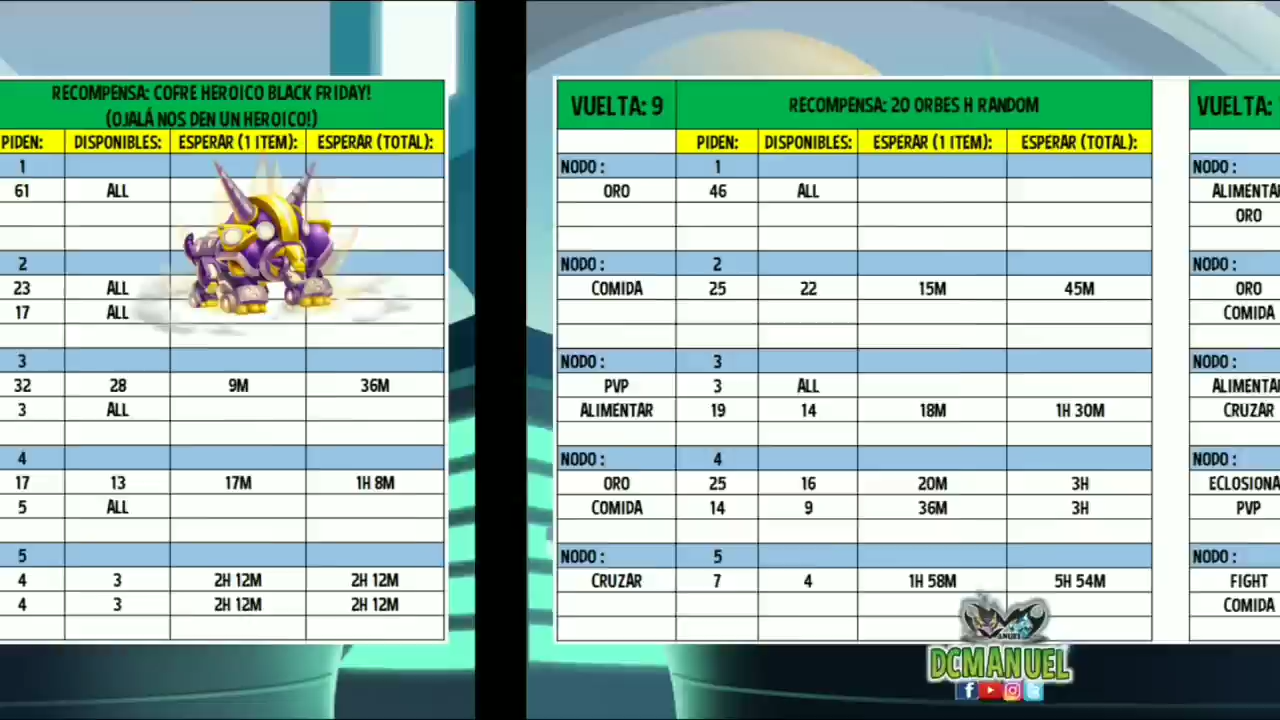 RECOMPENSA: COFRE HEROICO BLACK FRIDAY!
(OJALÁ NOS DEN UN HEROICO!)
PIDEN: DISPONIBLES: ESPERAR (1 ITEM): ESPERAR (TOTAL):
1
61 ALL
2
23 ALL
17 ALL
3
32 28 9M 36M
3 ALL
4
17 13 17M 1H 8M
5 ALL
5
4 3 2H 12M 2H 12M
4 3 2H 12M 2H 12M
VUELTA: 9 RECOMPENSA: 20 ORBES H RANDOM
PIDEN: DISPONIBLES: ESPERAR (1 ITEM): ESPERAR (TOTAL):
NODO : 1
ORO 46 ALL
NODO : 2
COMIDA 25 22 15M 45M
NODO : 3
PVP 3 ALL
ALIMENTAR 19 14 18M 1H 30M
NODO : 4
ORO 25 16 20M 3H
COMIDA 14 9 36M 3H
NODO : 5
CRUZAR 7 4 1H 58M 5H 54M
VUELTA:
NODO :
ALIMENTA
ORO
NODO :
ORO
COMIDA
NODO :
ALIMENTA
CRUZAR
NODO :
ECLOSIONA
PVP
NODO :
FIGHT
COMIDA
MANUEL
DCMANUEL